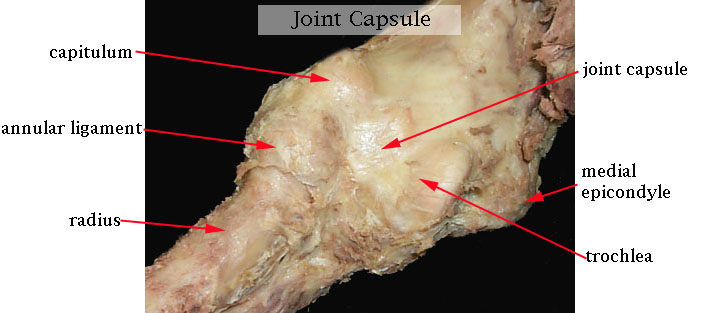 Joint Capsule
capitulum
joint capsule
annular ligament
medial
epicondyle
radius
trochlea